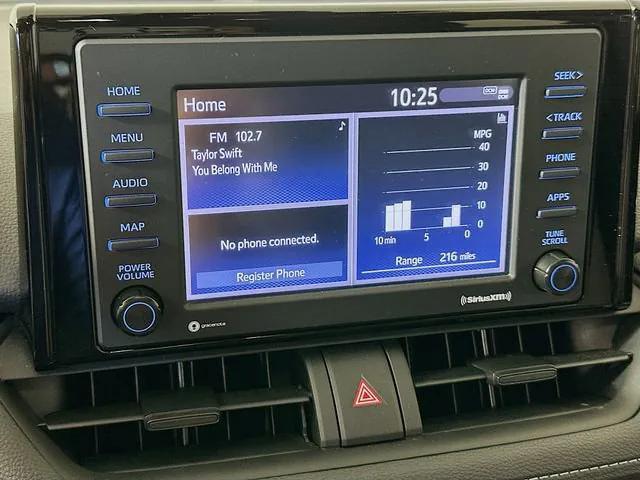 HOME
MENU
AUDIO
MAP
POWER
VOLUME
Home
10:25
DCM
DCM
FM 102.7
Taylor Swift
You Belong With Me
No phone connected.
Register Phone
MPG
40
30
20
10
0
10 min 5 0
Range 216 miles
SEEK>
<TRACK
PHONE
APPS
TUNE
SCROLL
gracenote
((SiriusXM))